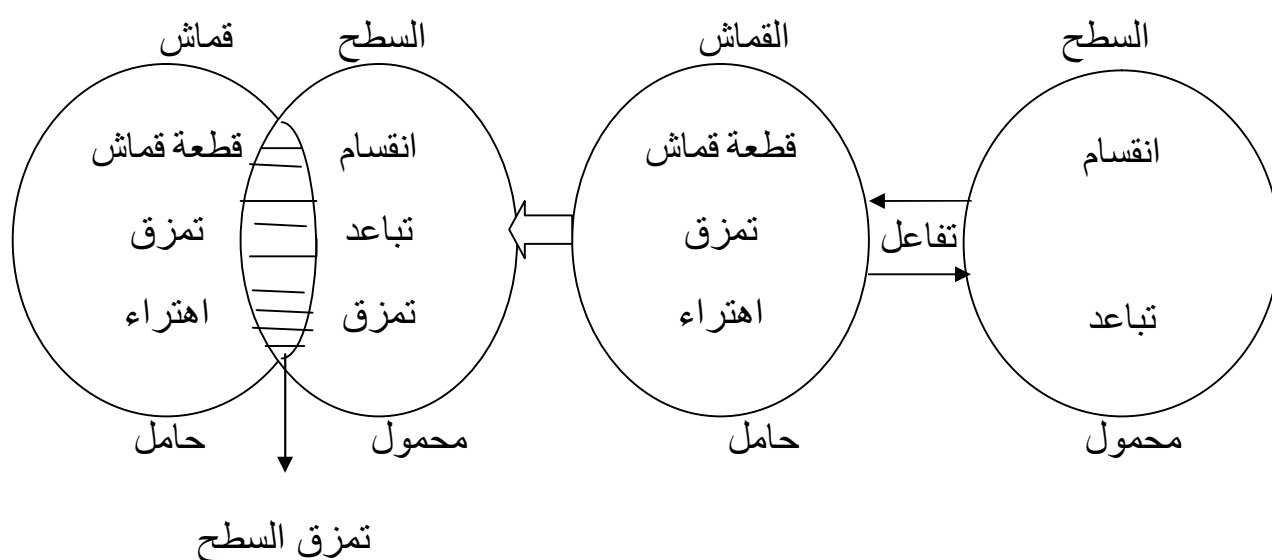 السطح
القماش
السطح
قماش
انقسام
قطعة قماش
انقسام
قطعة قماش
تفاعل
تمزق
تباعد
تمزق
تباعد
اهتراء
تمزق
اهتراء
محمول
حامل
محمول
حامل
تمزق السطح